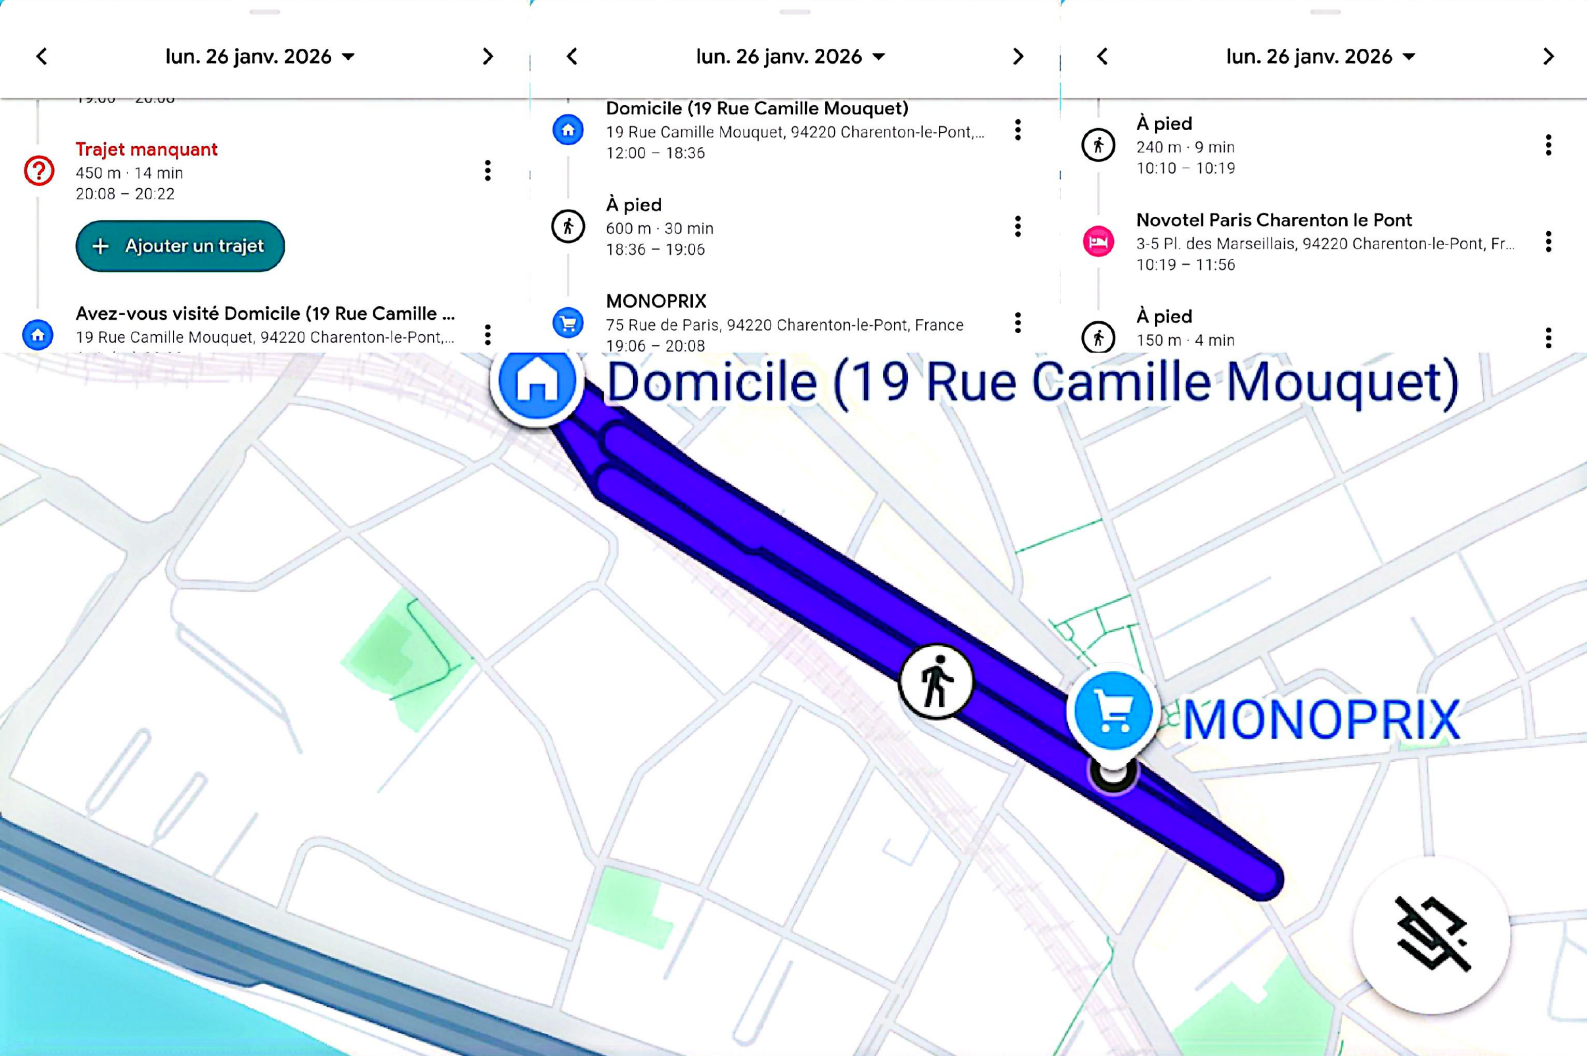 lun. 26 janv. 2026
19:06 – 20:08
Trajet manquant
450 m · 14 min
20:08 – 20:22
+ Ajouter un trajet
Avez-vous visité Domicile (19 Rue Camille ...
19 Rue Camille Mouquet, 94220 Charenton-le-Pont,...
lun. 26 janv. 2026
Domicile (19 Rue Camille Mouquet)
19 Rue Camille Mouquet, 94220 Charenton-le-Pont,...
12:00 – 18:36
À pied
600 m · 30 min
18:36 – 19:06
MONOPRIX
75 Rue de Paris, 94220 Charenton-le-Pont, France
19:06 – 20:08
lun. 26 janv. 2026
À pied
240 m · 9 min
10:10 – 10:19
Novotel Paris Charenton le Pont
3-5 Pl. des Marseillais, 94220 Charenton-le-Pont, Fr...
10:19 – 11:56
À pied
150 m · 4 min
Domicile (19 Rue Camille Mouquet)
MONOPRIX